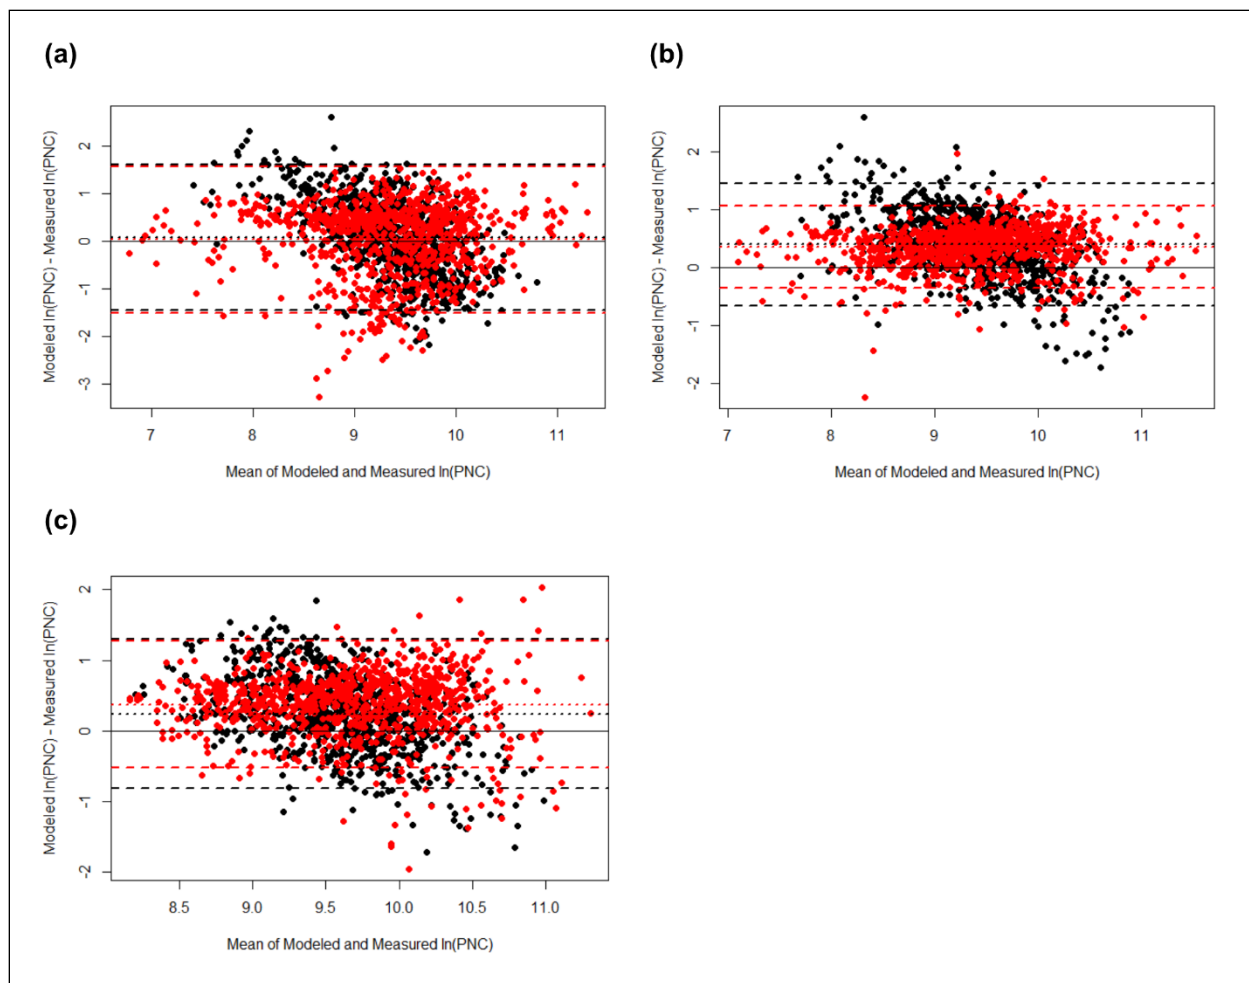 (a)
Modeled ln(PNC) - Measured ln(PNC)
2
1
0
-1
-2
-3
7 8 9 10 11
Mean of Modeled and Measured ln(PNC)
(b)
Modeled ln(PNC) - Measured ln(PNC)
2
1
0
-1
-2
7 8 9 10 11
Mean of Modeled and Measured ln(PNC)
(c)
Modeled ln(PNC) - Measured ln(PNC)
2
1
0
-1
-2
8.5 9.0 9.5 10.0 10.5 11.0
Mean of Modeled and Measured ln(PNC)